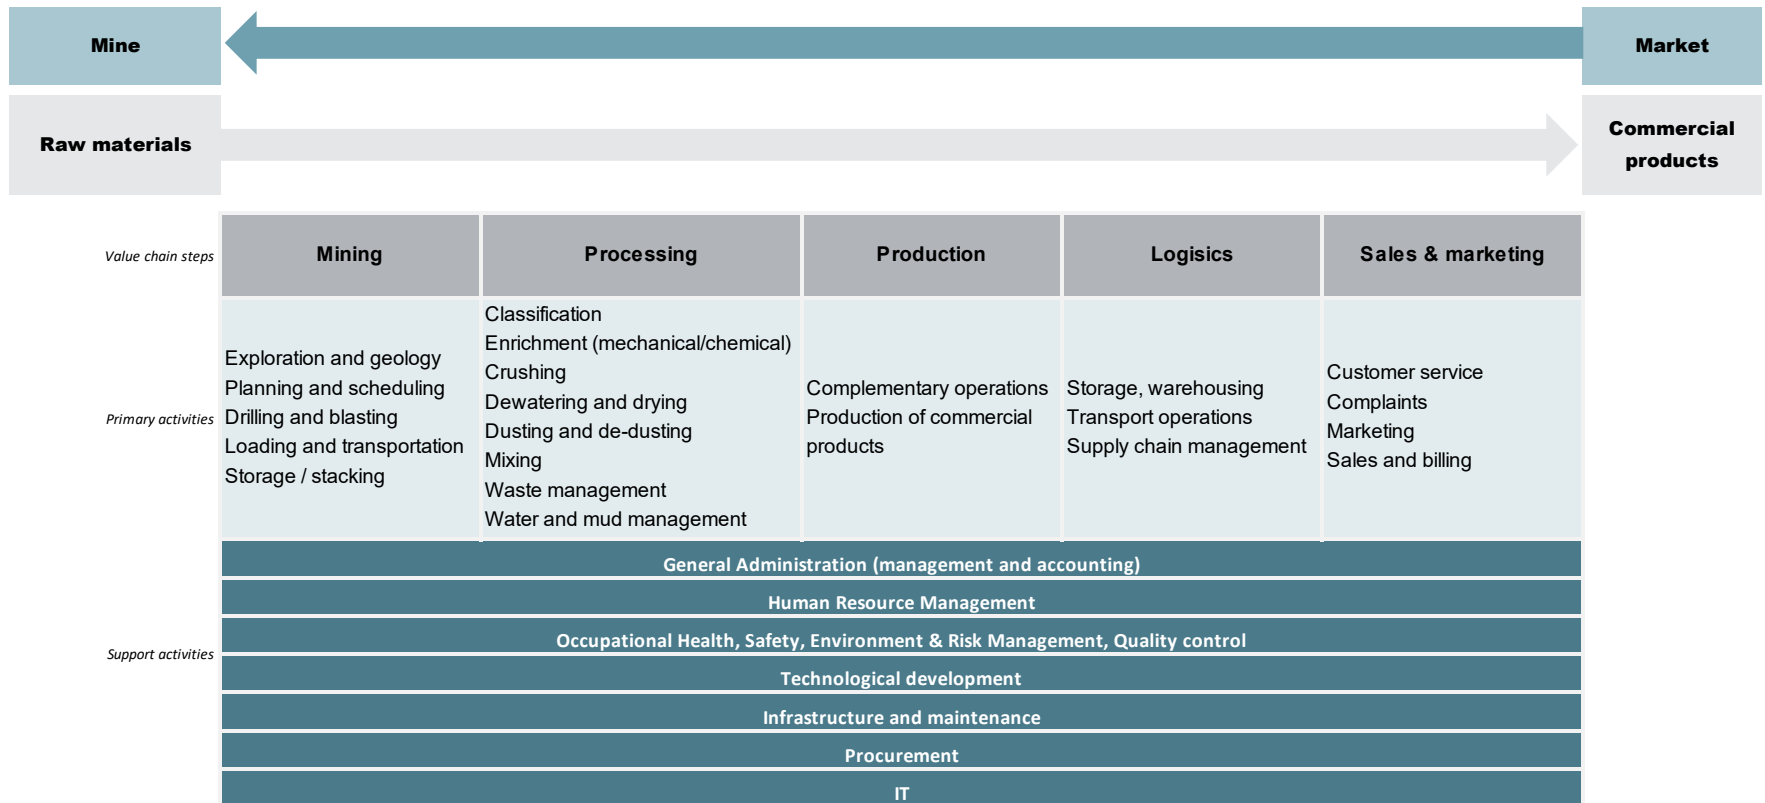 Mine
Market
Raw materials
Commercial
products
Value chain steps
Mining
Processing
Production
Logisics
Sales & marketing
Primary activities
Exploration and geology
Planning and scheduling
Drilling and blasting
Loading and transportation
Storage / stacking
Classification
Enrichment (mechanical/chemical)
Crushing
Dewatering and drying
Dusting and de-dusting
Mixing
Waste management
Water and mud management
Complementary operations
Production of commercial
products
Storage, warehousing
Transport operations
Supply chain management
Customer service
Complaints
Marketing
Sales and billing
Support activities
General Administration (management and accounting)
Human Resource Management
Occupational Health, Safety, Environment & Risk Management, Quality control
Technological development
Infrastructure and maintenance
Procurement
IT